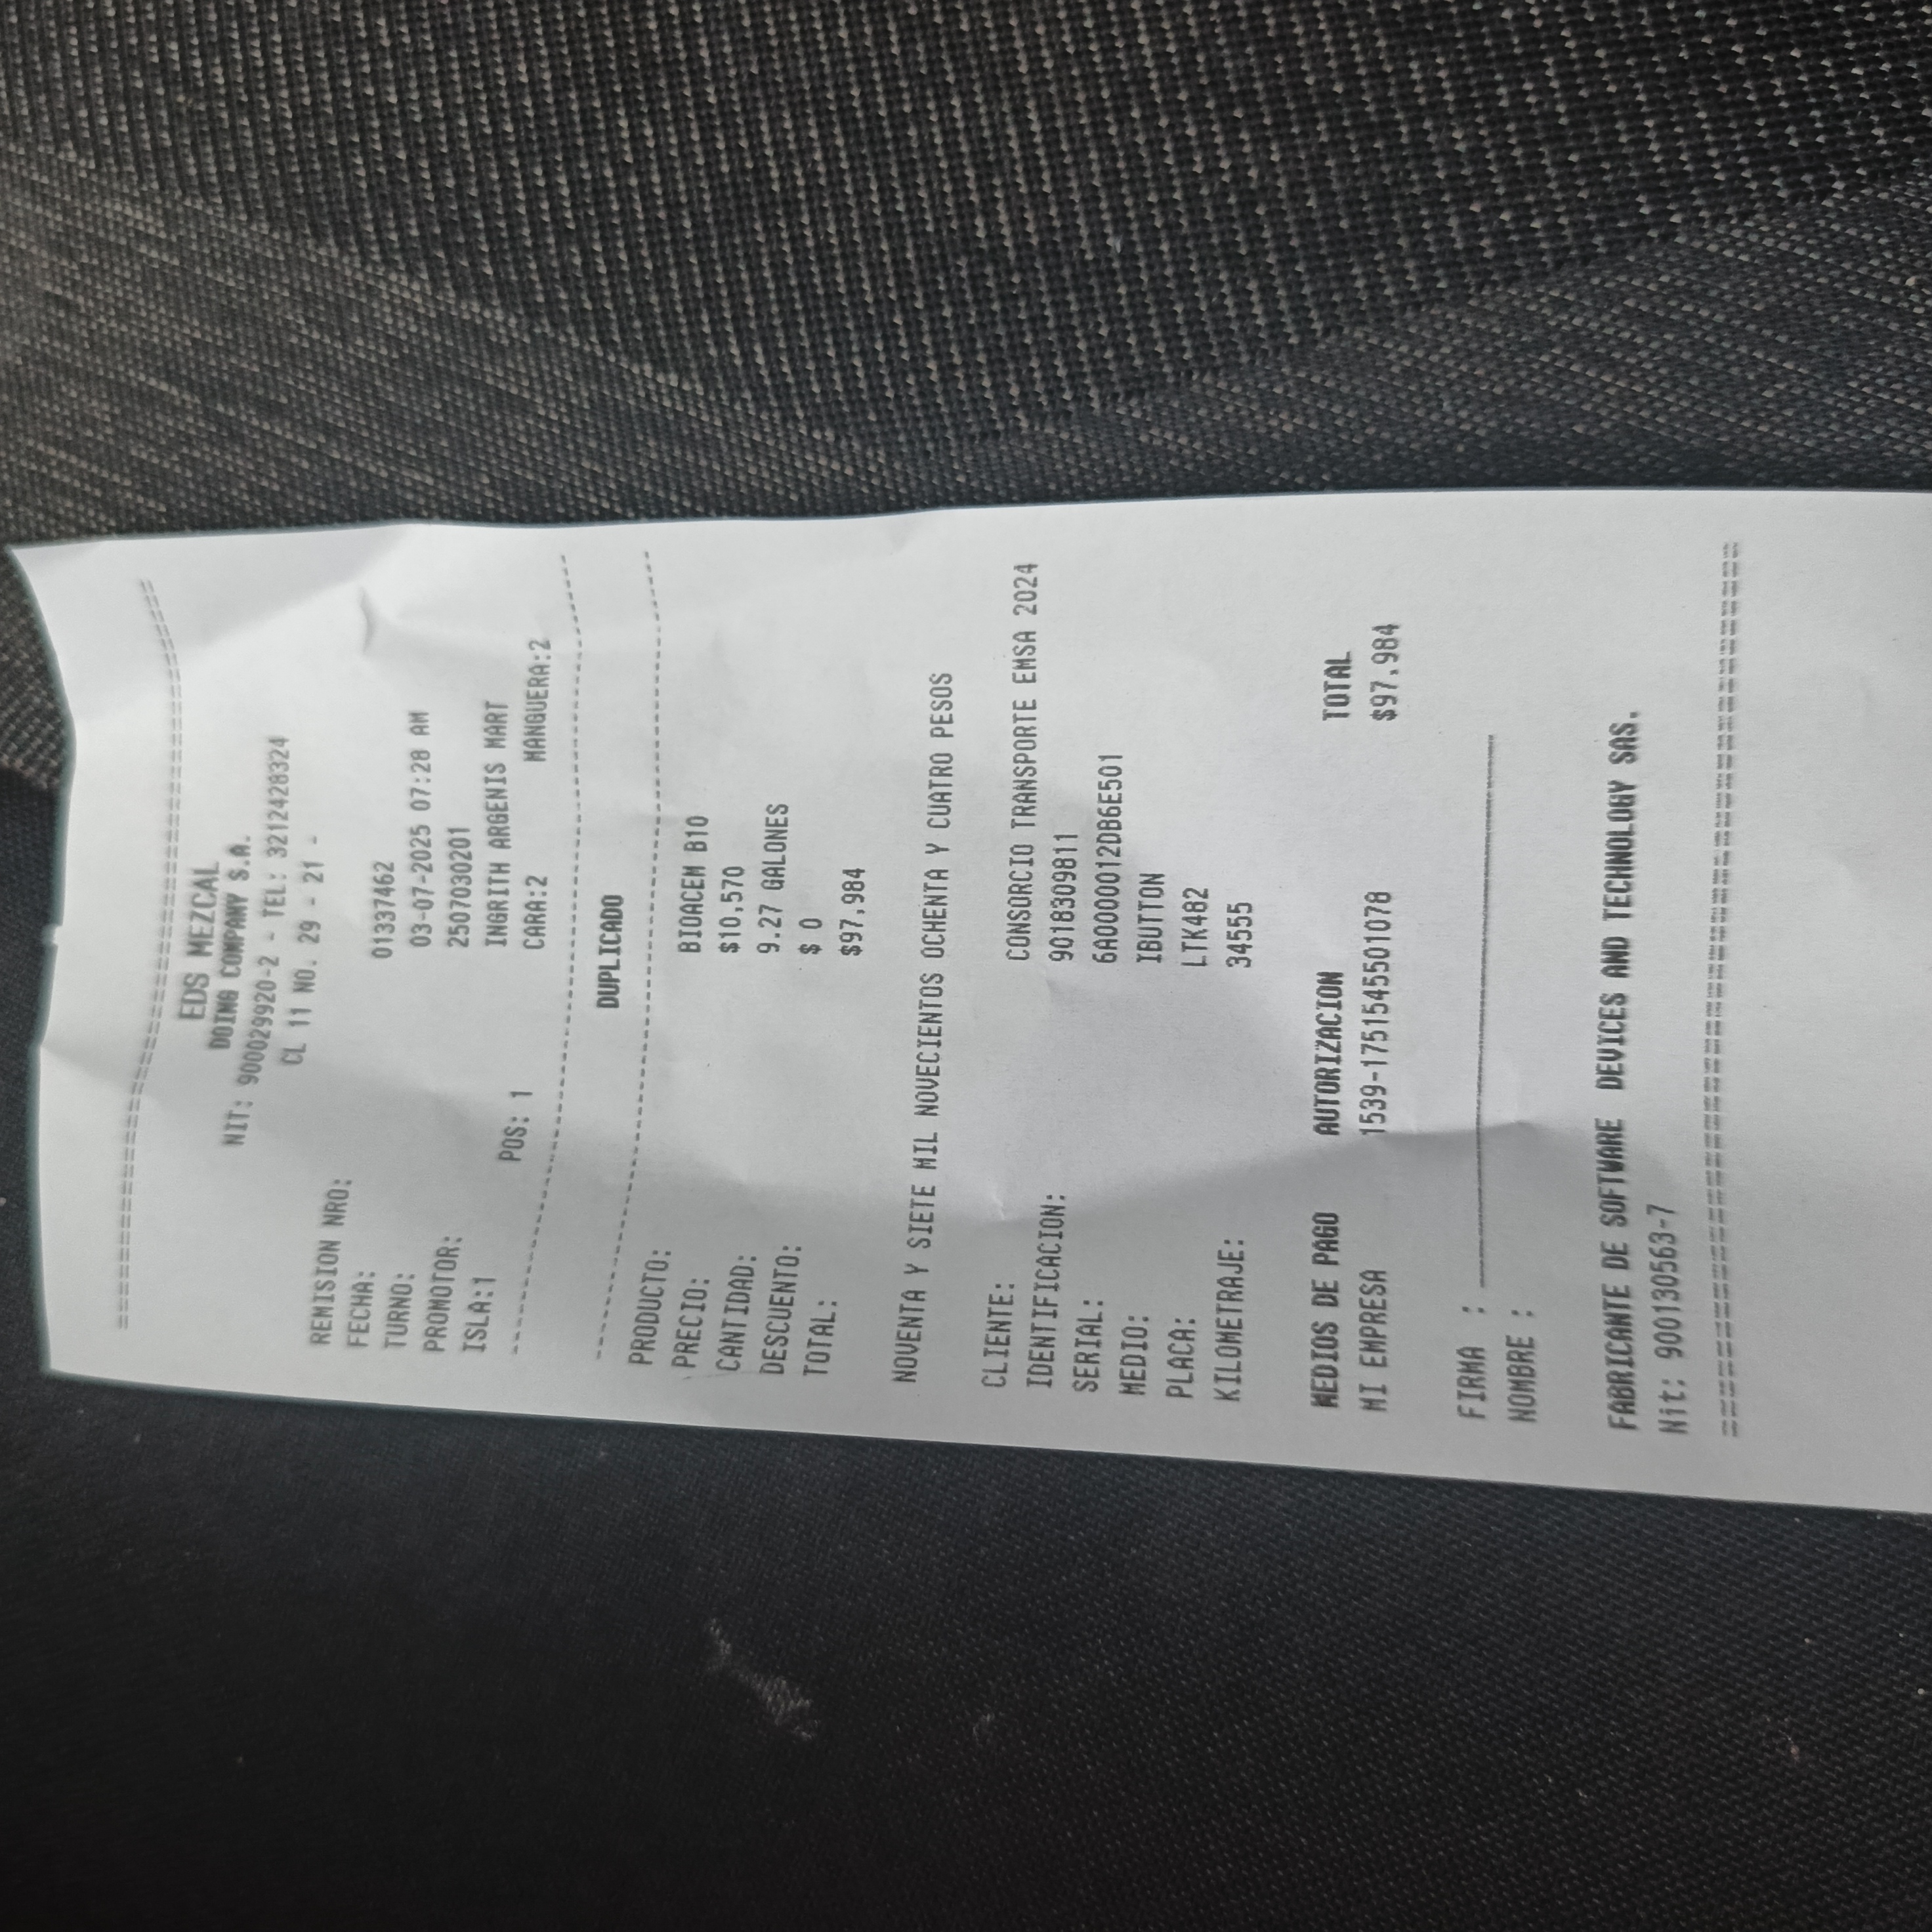 ================================================
EDS MEZCAL
DOING COMPANY S.A.
NIT: 9000299920-2 - TEL: 3212428324
CL 11 NO. 29 - 21 -
REMISION NRO: 01337462
FECHA: 03-07-2025 07:28 AM
TURNO: 2507030201
PROMOTOR: INGRITH ARGENIS MART
ISLA:1 POS: 1 CARA:2 MANGUERA:2
------------------------------------------------
DUPLICADO
------------------------------------------------
PRODUCTO: BIOACEM B10
PRECIO: $10,570
CANTIDAD: 9.27 GALONES
DESCUENTO: $ 0
TOTAL: $97,984
NOVENTA Y SIETE MIL NOVECIENTOS OCHENTA Y CUATRO PESOS
CLIENTE: CONSORCIO TRANSPORTE EMSA 2024
IDENTIFICACION: 9018309811
SERIAL: 6A0000012DB6E501
MEDIO: IBUTTON
PLACA: LTK482
KILOMETRAJE: 34555
MEDIOS DE PAGO AUTORIZACION TOTAL
MI EMPRESA 1539-1751545501078 $97,984
FIRMA : ______________________________
NOMBRE :
FABRICANTE DE SOFTWARE DEVICES AND TECHNOLOGY SAS.
Nit: 9001305563-7
================================================